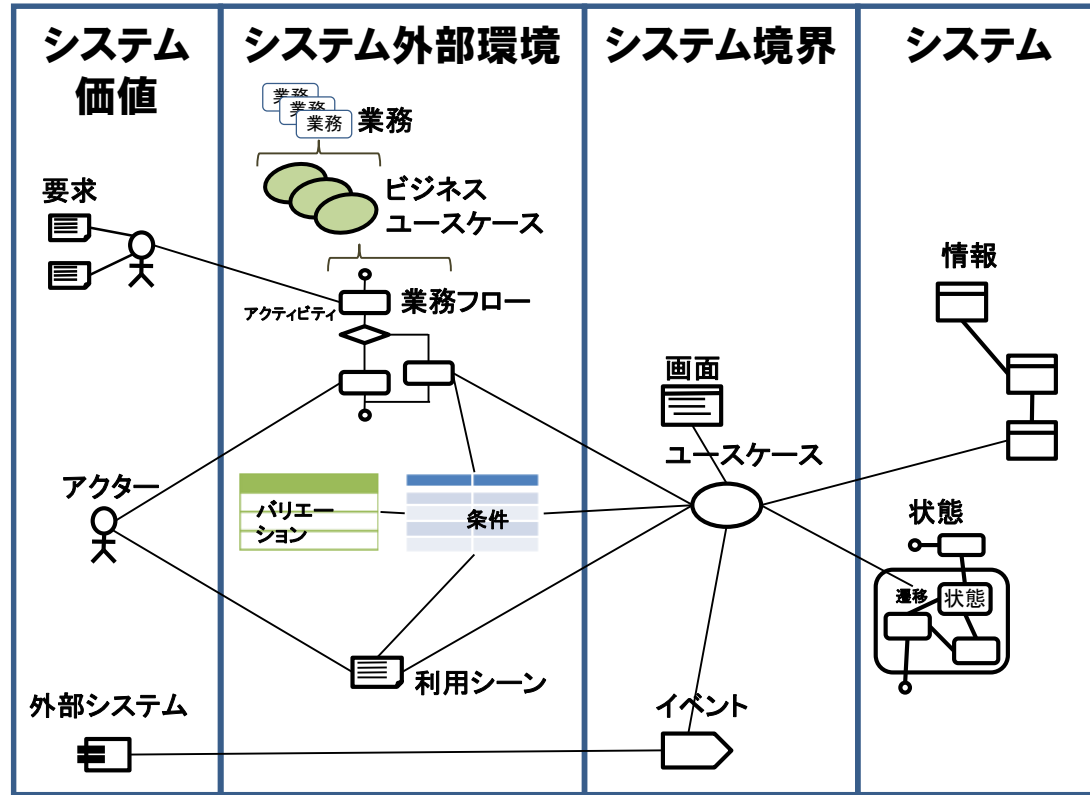 システム
価値
システム外部環境
システム境界
システム
業務
業務
業務
業務
ビジネス
ユースケース
要求
アクティビティ
業務フロー
情報
画面
ユースケース
アクター
バリエー
ション
条件
状態
遷移
状態
利用シーン
外部システム
イベント